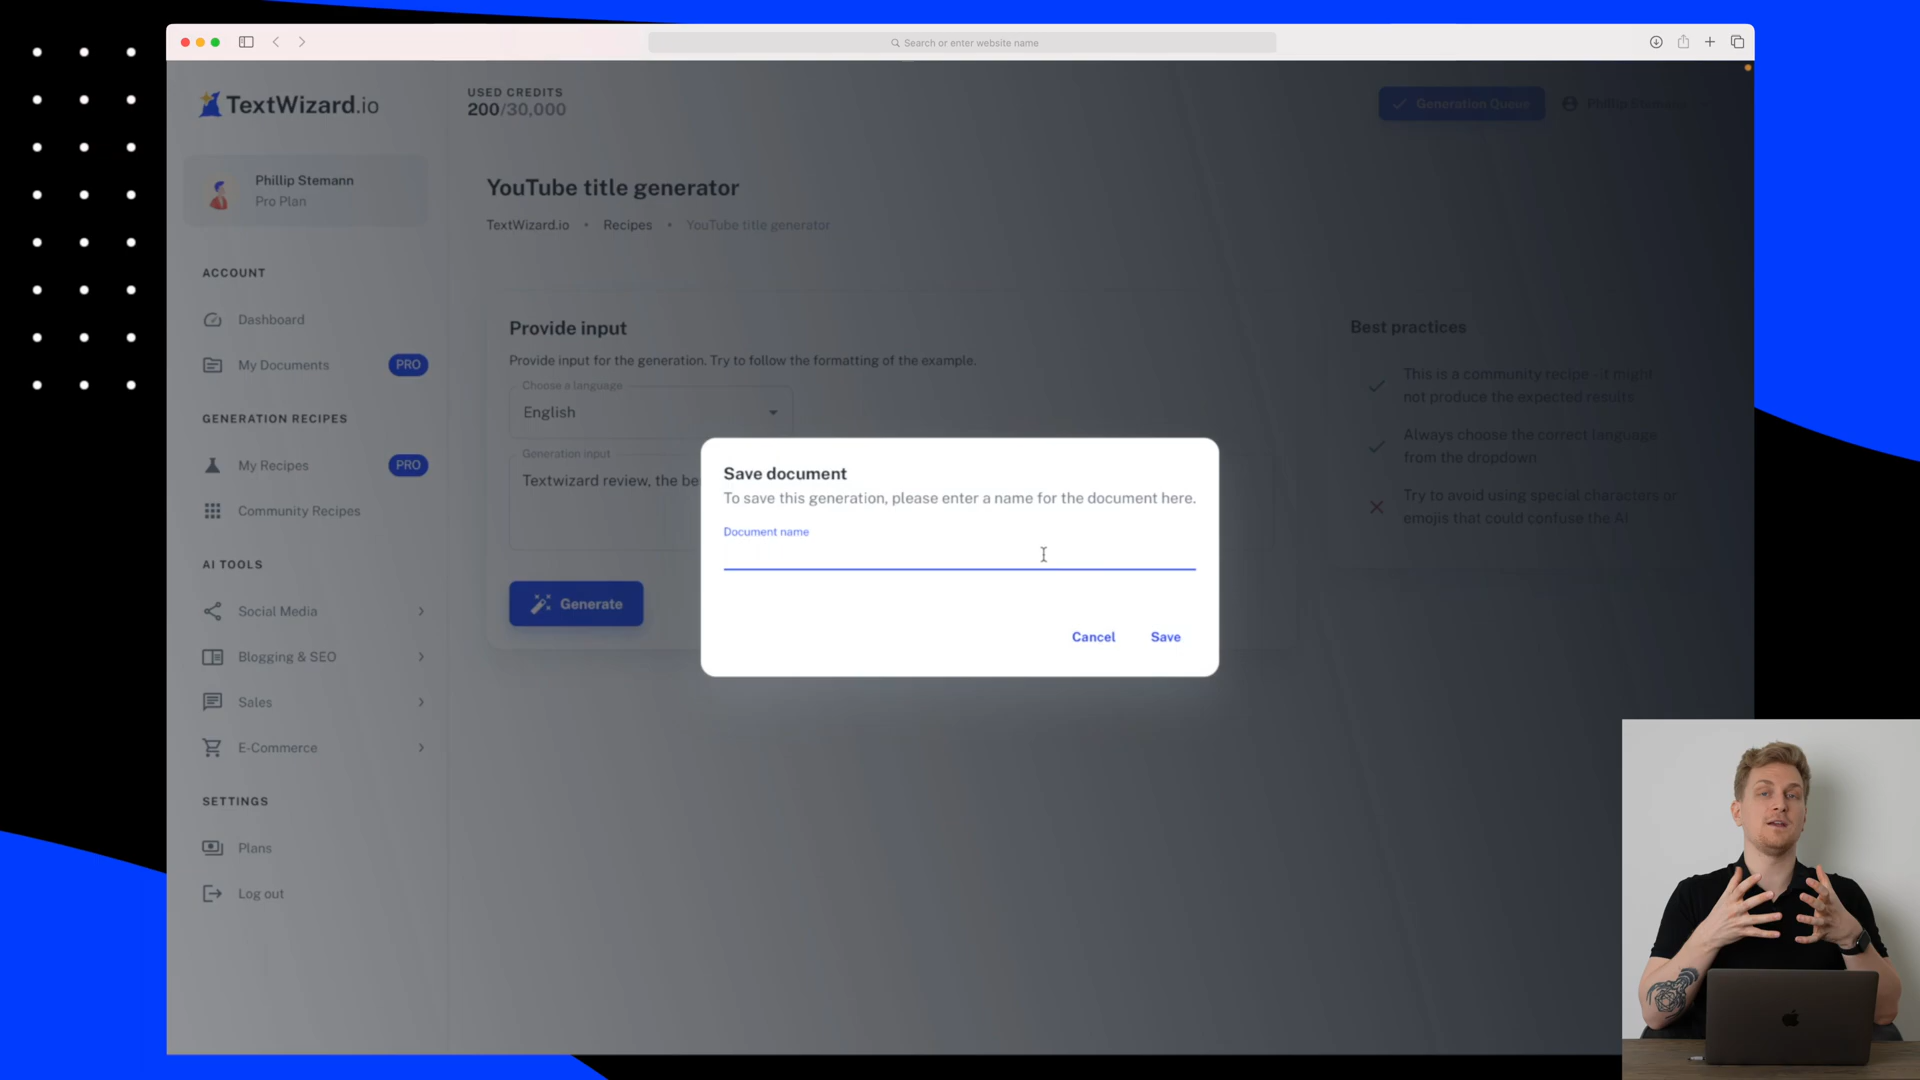 Search or enter website name
TextWizard.io
USED CREDITS
200/30,000
Generation Queue
Phillip Stemann
Phillip Stemann
Pro Plan
YouTube title generator
TextWizard.io • Recipes • YouTube title generator
ACCOUNT
Dashboard
My Documents PRO
GENERATION RECIPES
My Recipes PRO
Community Recipes
AI TOOLS
Social Media
Blogging & SEO
Sales
E-Commerce
SETTINGS
Plans
Log out
Provide input
Provide input for the generation. Try to follow the formatting of the example.
Choose a language
English
Generation input
Textwizard review, the be
Generate
Best practices
This is a community recipe - it might
not produce the expected results
Always choose the correct language
from the dropdown
Try to avoid using special characters or
emojis that could confuse the AI
Save document
To save this generation, please enter a name for the document here.
Document name
Cancel Save